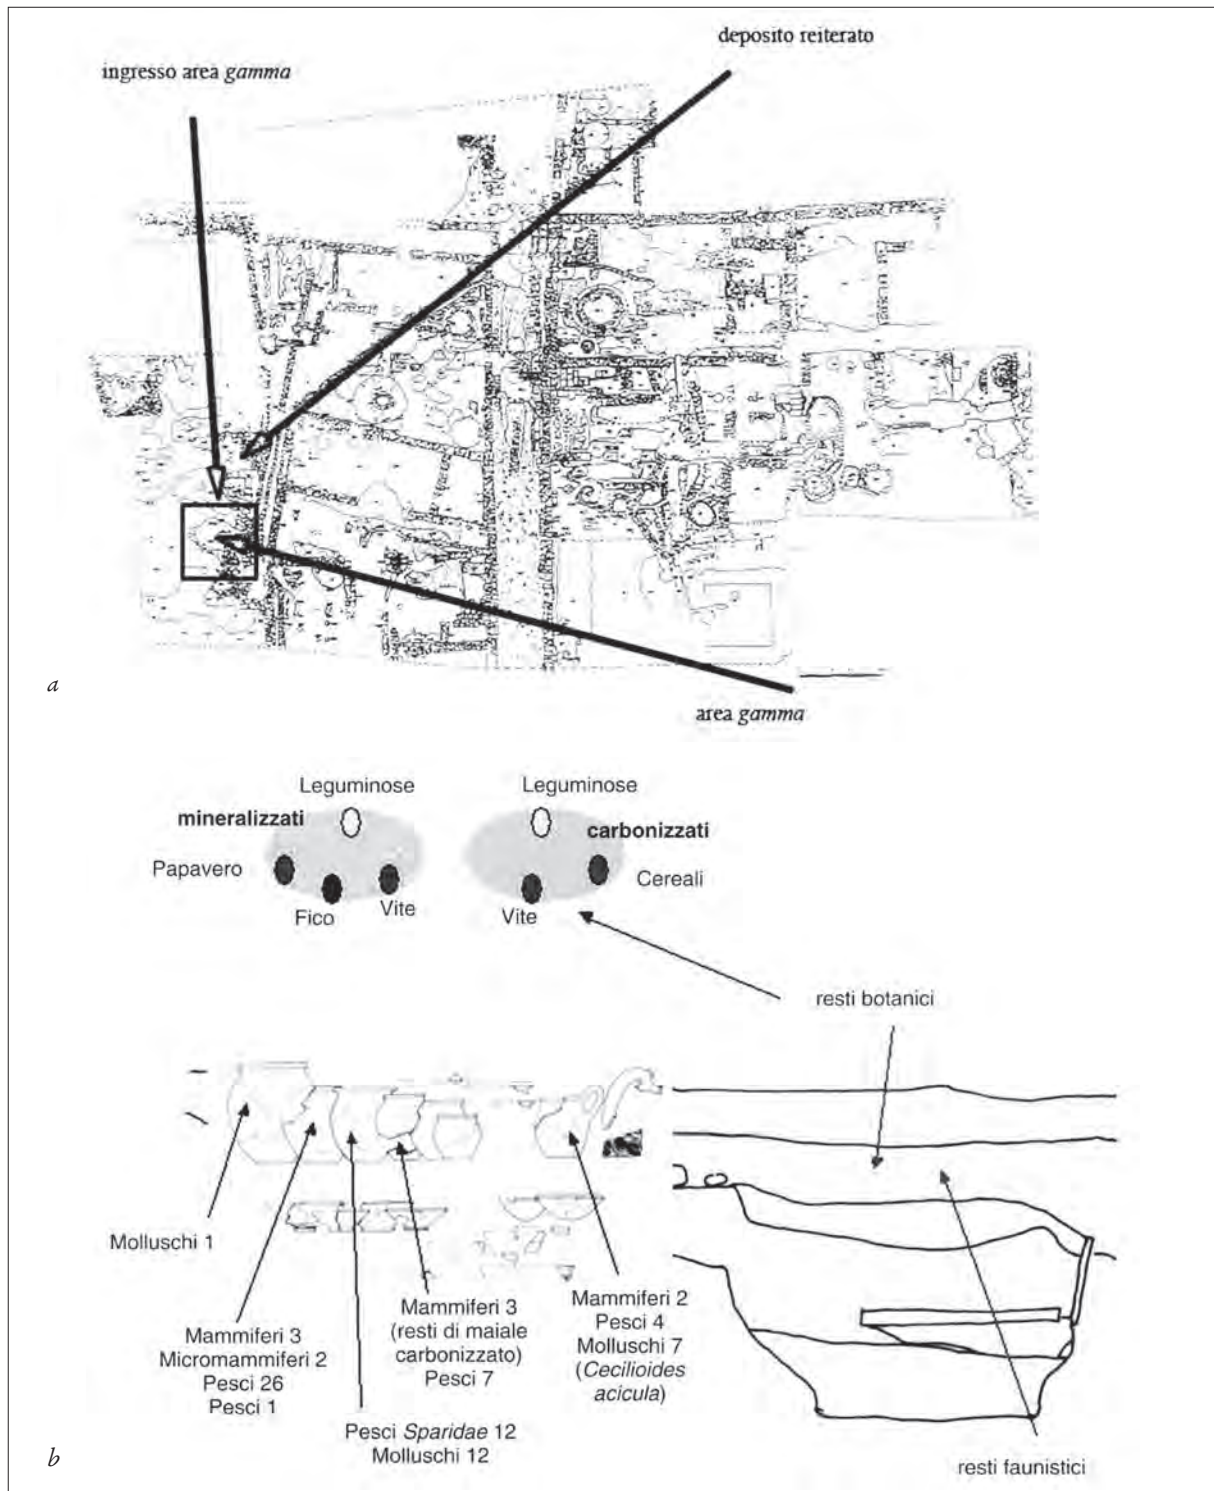 deposito reiterato
ingresso area gamma
a
area gamma
Leguminose
Leguminose
mineralizzati
carbonizzati
Papavero
Cereali
Fico
Vite
Vite
resti botanici
Molluschi 1
Mammiferi 3
Micromammiferi 2
Pesci 26
Pesci 1
Pesci Sparidae 12
Molluschi 12
Mammiferi 3
(resti di maiale
carbonizzato)
Pesci 7
Mammiferi 2
Pesci 4
Molluschi 7
(Cecilioides
acicula)
b
resti faunistici